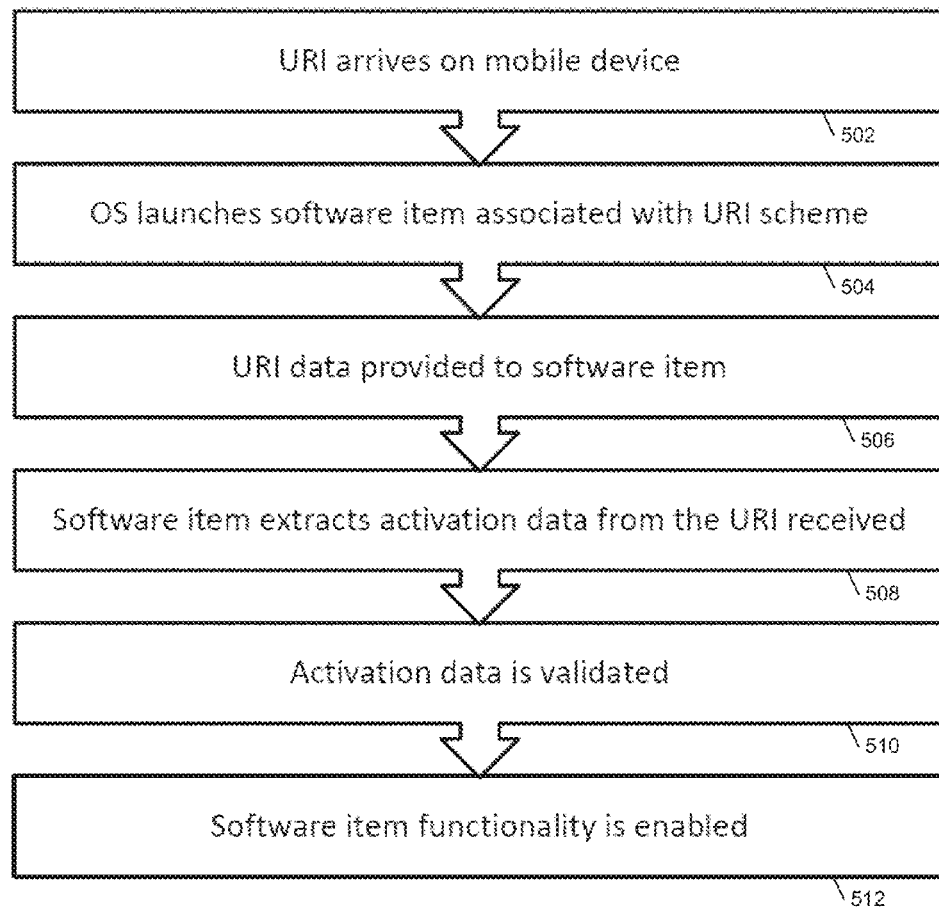 URI arrives on mobile device
502
OS launches software item associated with URI scheme
504
URI data provided to software item
506
Software item extracts activation data from the URI received
508
Activation data is validated
510
Software item functionality is enabled
512